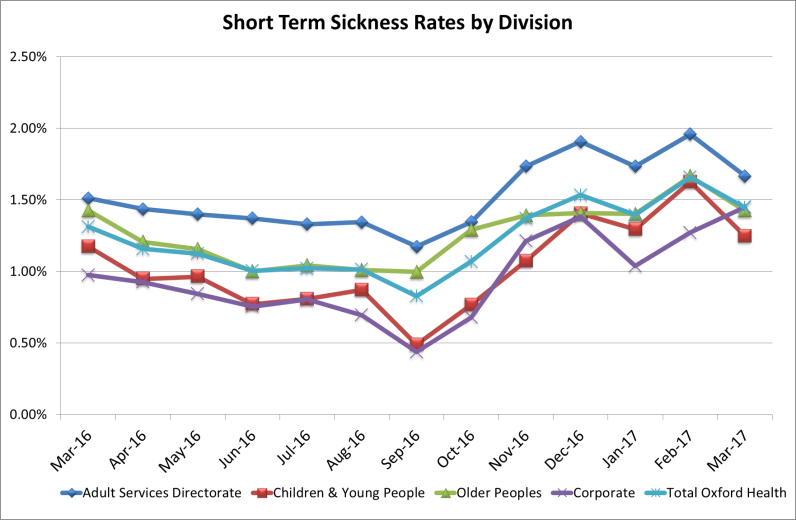 Short Term Sickness Rates by Division
2.50%
2.00%
1.50%
1.00%
0.50%
0.00%
Mar-16 Apr-16 May-16 Jun-16 Jul-16 Aug-16 Sep-16 Oct-16 Nov-16 Dec-16 Jan-17 Feb-17 Mar-17
Adult Services Directorate Children & Young People Older Peoples Corporate Total Oxford Health